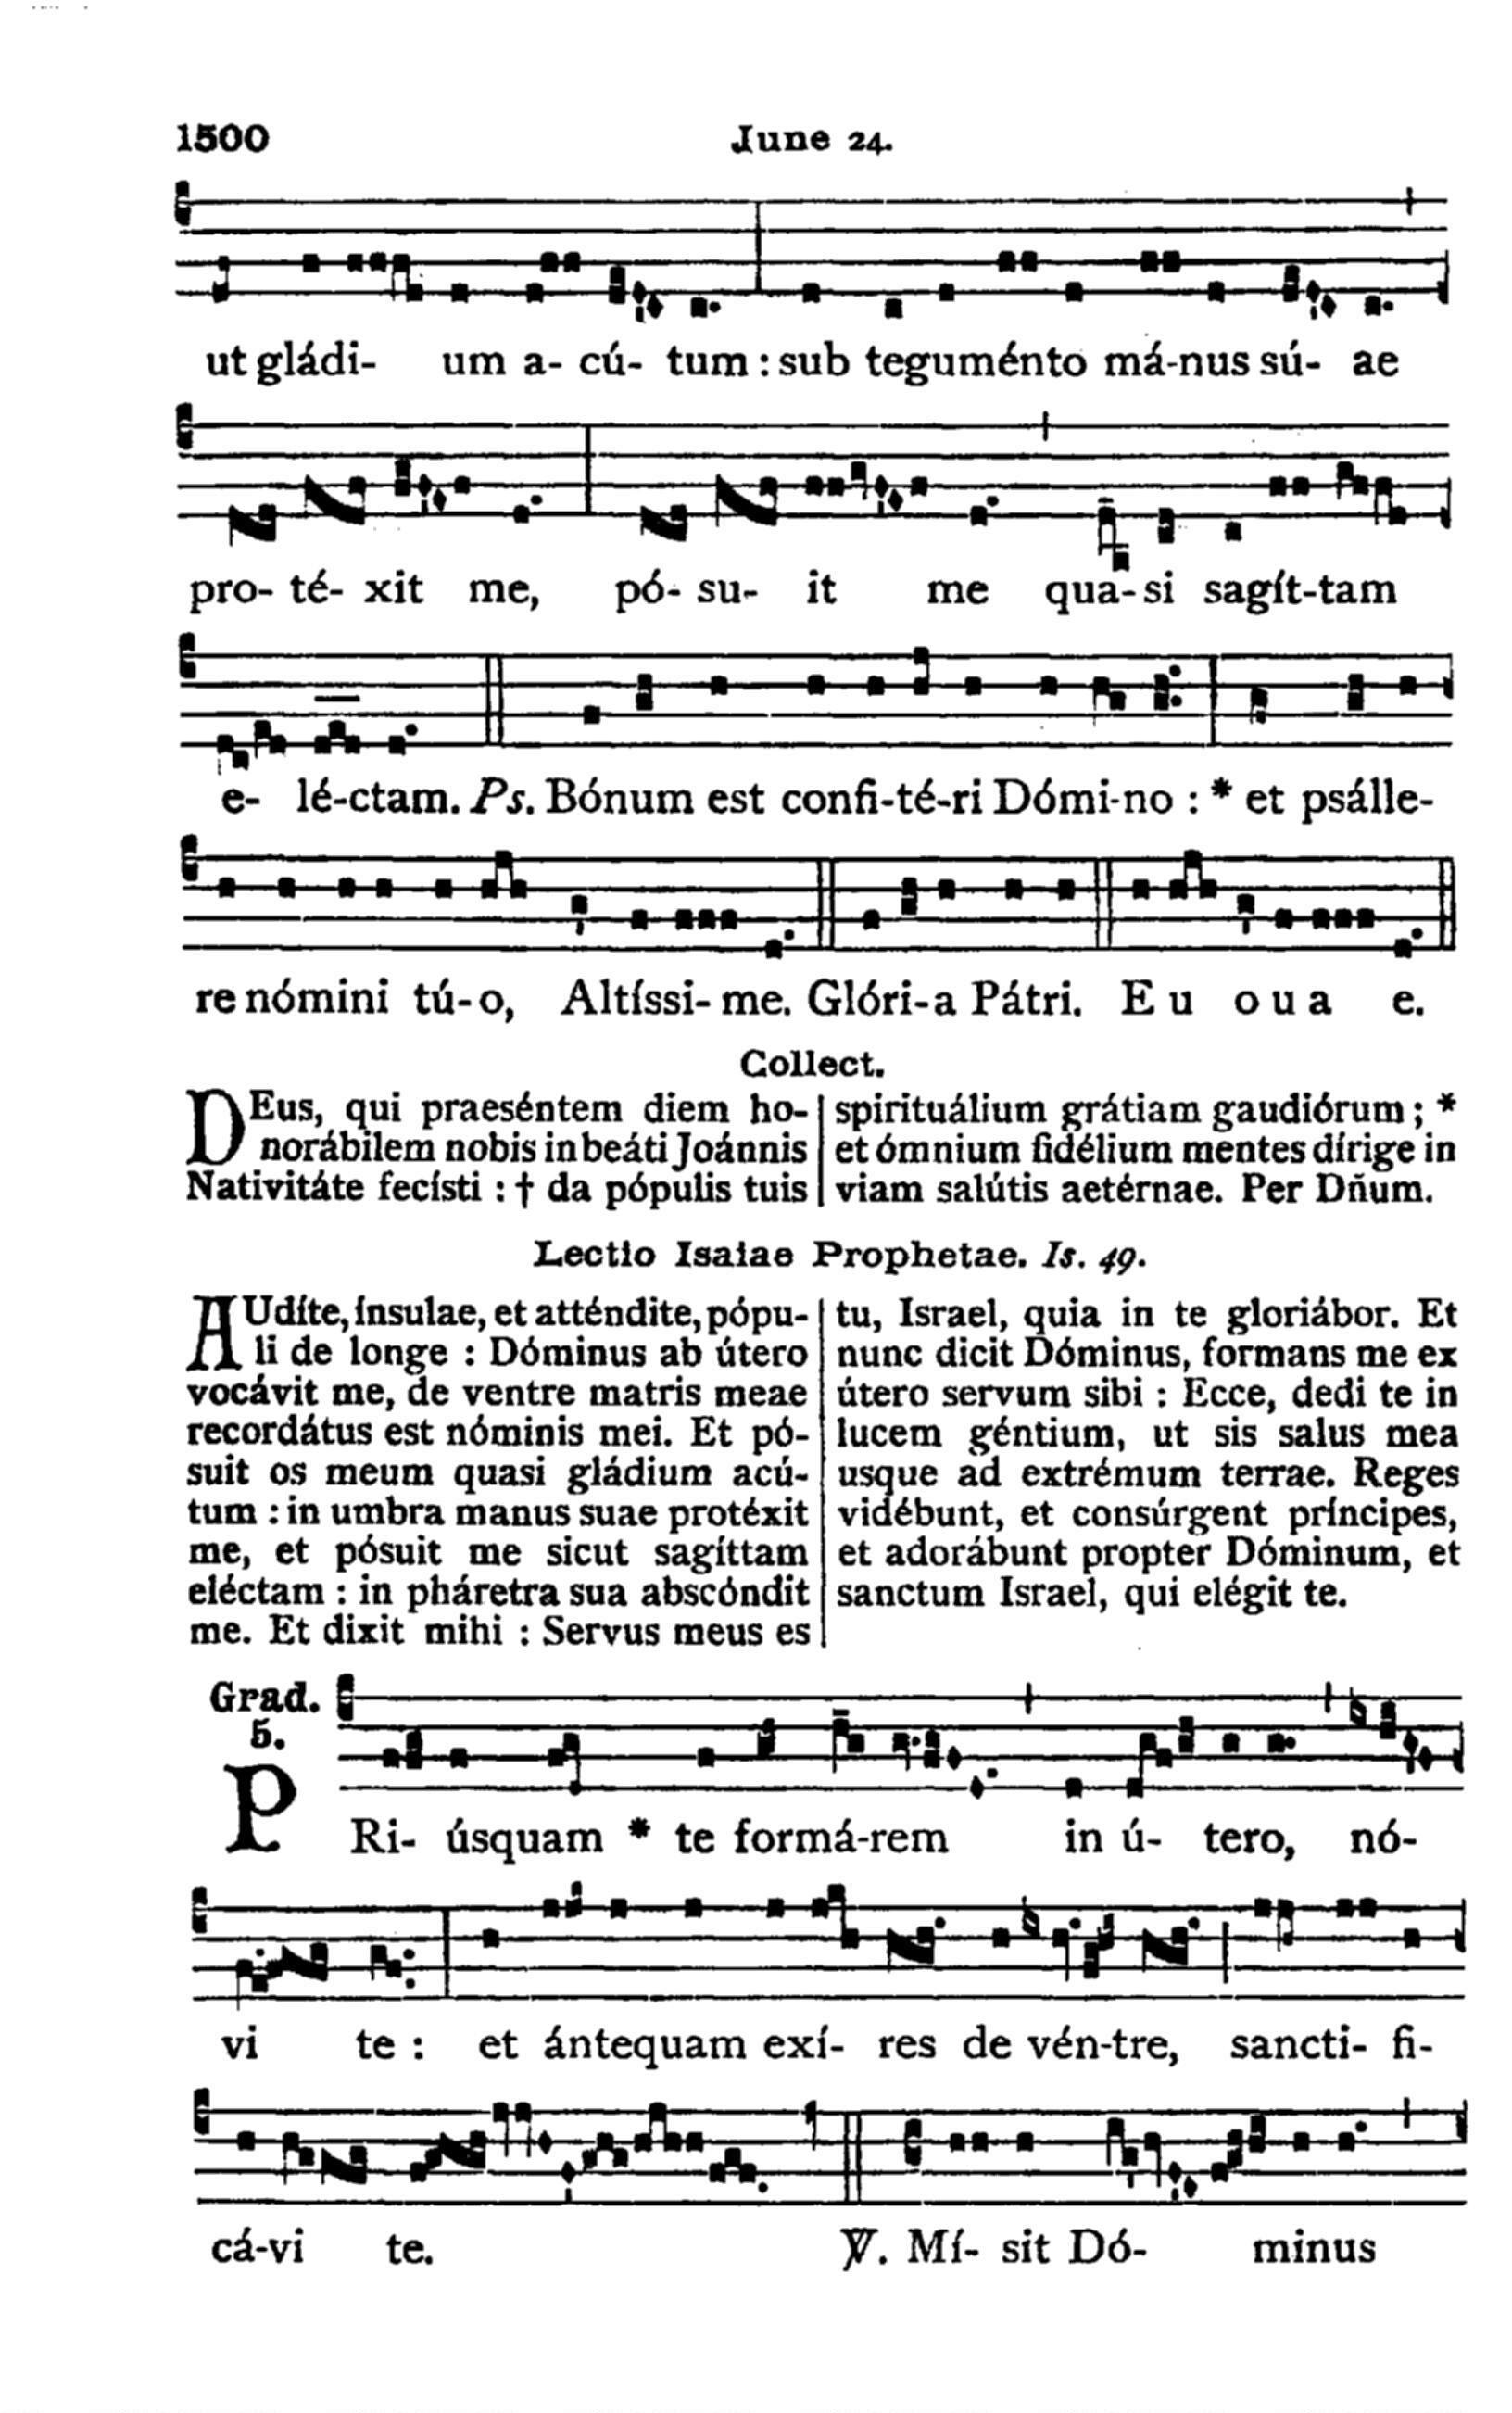 1500 June 24.
ut gládi- um a- cú- tum : sub teguménto má-nus sú- ae
pro- té- xit me, pó- su- it me qua- si sagít-tam
e- lé-ctam. Ps. Bónum est confi-té-ri Dómi-no : * et psálle-
re nómini tú-o, Altíssi- me. Glóri-a Pátri. E u o u a e.
Collect.
DEus, qui praeséntem diem ho-
norábilem nobis in beáti Joánnis
Nativitáte fecísti : † da pópulis tuis
spirituálium grátiam gaudiórum ; *
et ómnium fidélium mentes dírige in
viam salútis aetérnae. Per Dñum.
Lectio Isaiae Prophetae. Is. 49.
AUdíte, ínsulae, et atténdite, pópu-
li de longe : Dóminus ab útero
vocávit me, de ventre matris meae
recordátus est nóminis mei. Et pó-
suit os meum quasi gládium acú-
tum : in umbra manus suae protéxit
me, et pósuit me sicut sagíttam
eléctam : in pháretra sua abscóndit
me. Et dixit mihi : Servus meus es
tu, Israel, quia in te gloriábor. Et
nunc dicit Dóminus, formans me ex
útero servum sibi : Ecce, dedi te in
lucem géntium, ut sis salus mea
usque ad extrémum terrae. Reges
vidébunt, et consúrgent príncipes,
et adorábunt propter Dóminum, et
sanctum Israel, qui elégit te.
Grad.
5.
PRi- úsquam * te formá-rem in ú- tero, nó-
vi te : et ántequam exí- res de vén-tre, sancti- fi-
cá-vi te. ℣. Mí- sit Dó- minus